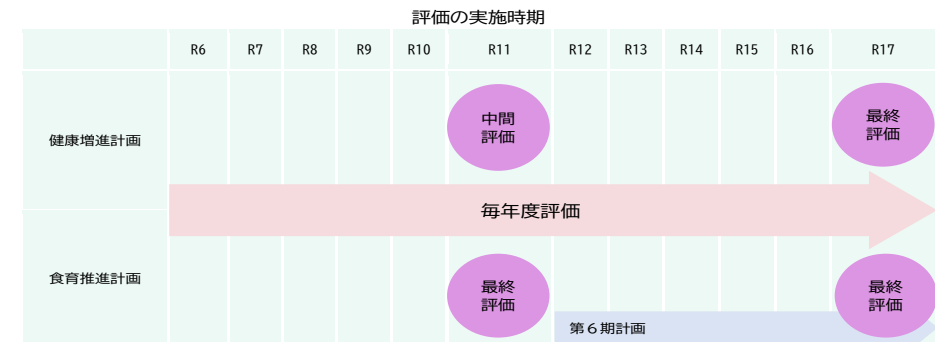 評価の実施時期
R6 R7 R8 R9 R10 R11 R12 R13 R14 R15 R16 R17
健康増進計画
中間
評価
最終
評価
毎年度評価
食育推進計画
最終
評価
最終
評価
第6期計画